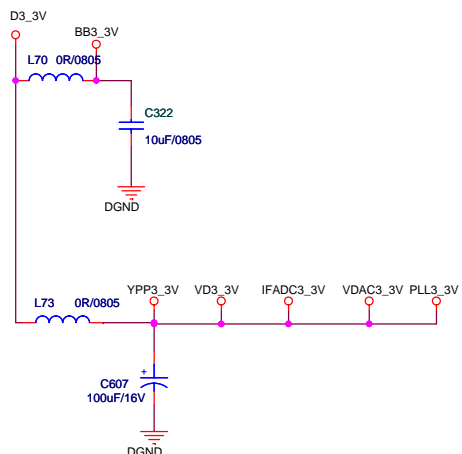 D3_3V
BB3_3V
L70 0R/0805
C322
10uF/0805
DGND
L73 0R/0805
YPP3_3V VD3_3V IFADC3_3V VDAC3_3V PLL3_3V
+
C607
100uF/16V
DGND